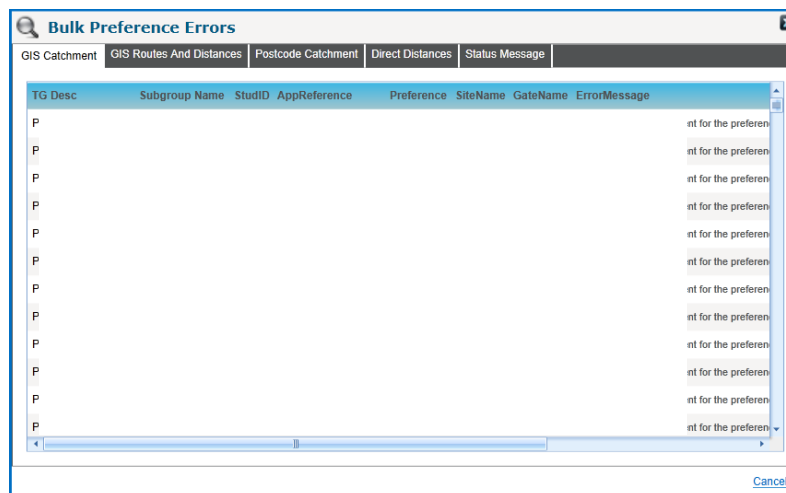 Bulk Preference Errors
GIS Catchment GIS Routes And Distances Postcode Catchment Direct Distances Status Message
TG Desc Subgroup Name StudID AppReference Preference SiteName GateName ErrorMessage
P nt for the preferen
P nt for the preferen
P nt for the preferen
P nt for the preferen
P nt for the preferen
P nt for the preferen
P nt for the preferen
P nt for the preferen
P nt for the preferen
P nt for the preferen
P nt for the preferen
P nt for the preferen
Cancel